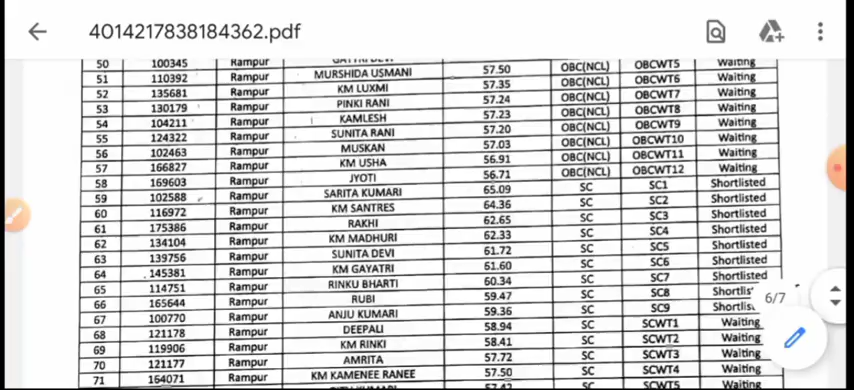 4014217838184362.pdf
50 100345 Rampur
51 110392 Rampur MURSHIDA USMANI 57.50 OBC(NCL) OBCWT5 Waiting
52 135681 Rampur KM LUXMI 57.35 OBC(NCL) OBCWT6 Waiting
53 130179 Rampur PINKI RANI 57.24 OBC(NCL) OBCWT7 Waiting
54 104211 Rampur KAMLESH 57.23 OBC(NCL) OBCWT8 Waiting
55 124322 Rampur SUNITA RANI 57.20 OBC(NCL) OBCWT9 Waiting
56 102463 Rampur MUSKAN 57.03 OBC(NCL) OBCWT10 Waiting
57 166827 Rampur KM USHA 56.91 OBC(NCL) OBCWT11 Waiting
58 169603 Rampur JYOTI 56.71 OBC(NCL) OBCWT12 Waiting
59 102588 Rampur SARITA KUMARI 65.09 SC SC1 Shortlisted
60 116972 Rampur KM SANTRES 64.36 SC SC2 Shortlisted
61 175386 Rampur RAKHI 62.65 SC SC3 Shortlisted
62 134104 Rampur KM MADHURI 62.33 SC SC4 Shortlisted
63 139756 Rampur SUNITA DEVI 61.72 SC SC5 Shortlisted
64 145381 Rampur KM GAYATRI 61.60 SC SC6 Shortlisted
65 114751 Rampur RINKU BHARTI 60.34 SC SC7 Shortlisted
66 165644 Rampur RUBI 59.47 SC SC8 Shortlis
67 100770 Rampur ANJU KUMARI 59.36 SC SC9 Shortlis
68 121178 Rampur DEEPALI 58.94 SC SCWT1 Waiting
69 119906 Rampur KM RINKI 58.41 SC SCWT2 Waiting
70 121177 Rampur AMRITA 57.72 SC SCWT3 Waiting
71 164071 Rampur KM KAMENEE RANEE 57.50 SC SCWT4 Waiting
57.42 SC SCWT5 Waiting
6/7